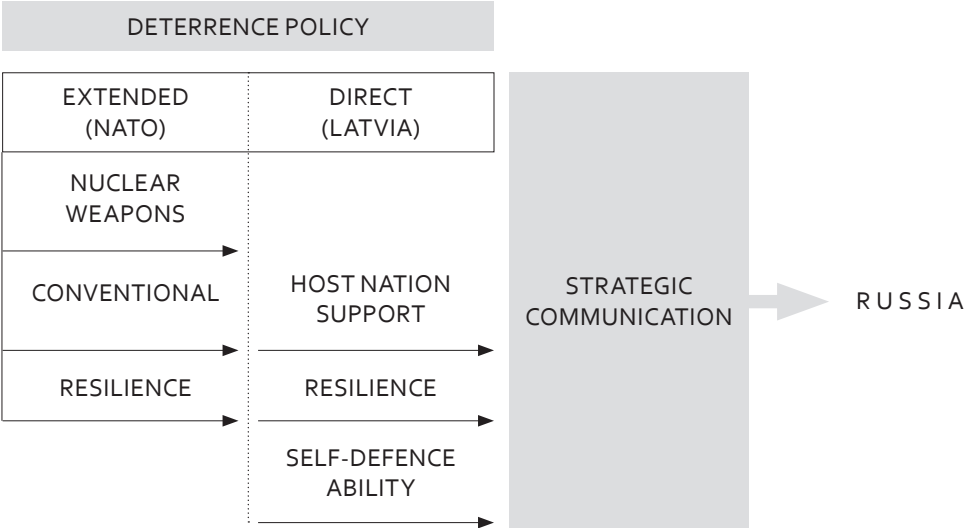 DETERRENCE POLICY
EXTENDED
(NATO)
DIRECT
(LATVIA)
NUCLEAR
WEAPONS
CONVENTIONAL
HOST NATION
SUPPORT
RESILIENCE
RESILIENCE
SELF-DEFENCE
ABILITY
STRATEGIC
COMMUNICATION
RUSSIA